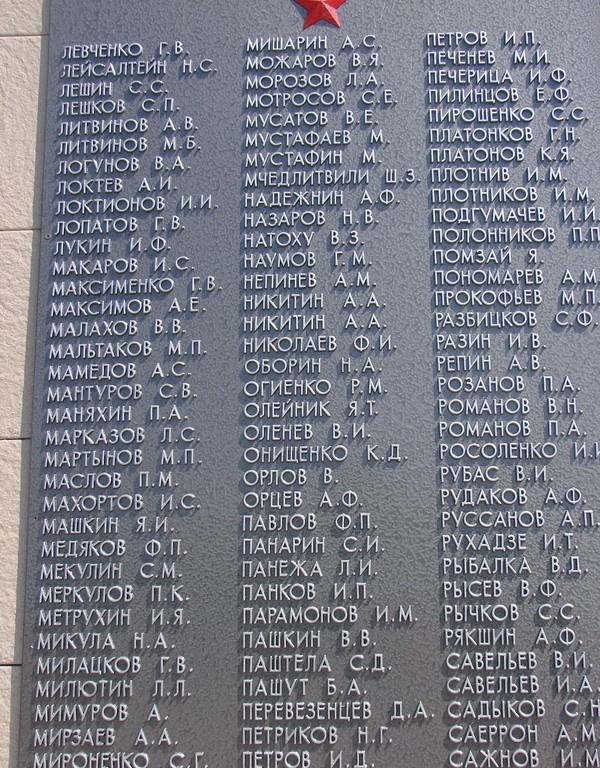 ЛЕВЧЕНКО Г.В.
ЛЕЙСАЛТЕЙН Н.С.
ЛЕШИН С.С.
ЛЕШКОВ С.П.
ЛИТВИНОВ А.В.
ЛИТВИНОВ М.Б.
ЛОГУНОВ В.А.
ЛОКТЕВ А.И.
ЛОКТИОНОВ И.И.
ЛОПАТОВ Г.В.
ЛУКИН И.Ф.
МАКАРОВ И.С.
МАКСИМЕНКО Г.В.
МАКСИМОВ А.Е.
МАЛАХОВ В.В.
МАЛЬТАКОВ М.П.
МАМЕДОВ А.С.
МАНТУРОВ С.В.
МАНЯХИН П.А.
МАРКАЗОВ Л.С.
МАРТЫНОВ М.П.
МАСЛОВ П.М.
МАХОРТОВ И.С.
МАШКИН Я.И.
МЕДЯКОВ Ф.П.
МЕКУЛИН С.М.
МЕРКУЛОВ П.К.
МЕТРУХИН И.Я.
МИКУЛА Н.А.
МИЛАЦКОВ Г.В.
МИЛЮТИН Л.Л.
МИМУРОВ А.
МИРЗАЕВ А.А.
МИРОНЕНКО С.Г.
МИШАРИН А.С.
МОЖАРОВ В.Я.
МОРОЗОВ Л.А.
МОТРОСОВ С.Е.
МУСАТОВ В.Е.
МУСТАФАЕВ М.
МУСТАФИН М.
МЧЕДЛИТВИЛИ Ш.З.
НАДЕЖНИН А.Ф.
НАЗАРОВ Н.В.
НАТОХУ В.З.
НАУМОВ Г.М.
НЕПИНЕВ А.М.
НИКИТИН А.А.
НИКИТИН А.А.
НИКОЛАЕВ Ф.И.
ОБОРИН Н.А.
ОГИЕНКО Р.М.
ОЛЕЙНИК Я.Т.
ОЛЕНЕВ В.И.
ОНИЩЕНКО К.Д.
ОРЛОВ В.
ОРЦЕВ А.Ф.
ПАВЛОВ Ф.П.
ПАНАРИН С.И.
ПАНЕЖА Л.И.
ПАНКОВ И.П.
ПАРАМОНОВ И.М.
ПАШКИН В.В.
ПАШТЕЛА С.Д.
ПАШУТ Б.А.
ПЕРЕВЕЗЕНЦЕВ Д.А.
ПЕТРИКОВ Н.Г.
ПЕТРОВ И.Д.
ПЕТРОВ И.П.
ПЕЧЕНЕВ М.И.
ПЕЧЕРИЦА И.Ф.
ПИЛИНЦОВ Е.Ф.
ПИРОШЕНКО С.С.
ПЛАТОНКОВ Г.Н.
ПЛАТОНОВ К.Я.
ПЛОТНИВ И.М.
ПЛОТНИКОВ И.М.
ПОДГУМАЧЕВ И.И.
ПОЛОННИКОВ П.П
ПОМЗАЙ Я.
ПОНОМАРЕВ А.М.
ПРОКОФЬЕВ М.П.
РАЗБИЦКОВ С.Ф.
РАЗИН И.В.
РЕПИН А.В.
РОЗАНОВ П.А.
РОМАНОВ В.Н.
РОМАНОВ П.А.
РОСОЛЕНКО И.И
РУБАС В.И.
РУДАКОВ А.Ф.
РУССАНОВ А.П.
РУХАДЗЕ И.Т.
РЫБАЛКА В.Д.
РЫСЕВ В.Ф.
РЫЧКОВ С.С.
РЯКШИН А.Ф.
САВЕЛЬЕВ В.И.
САВЕЛЬЕВ И.А.
САДЫКОВ С.Н
САЕРРОН А.М.
САЖНОВ И.М